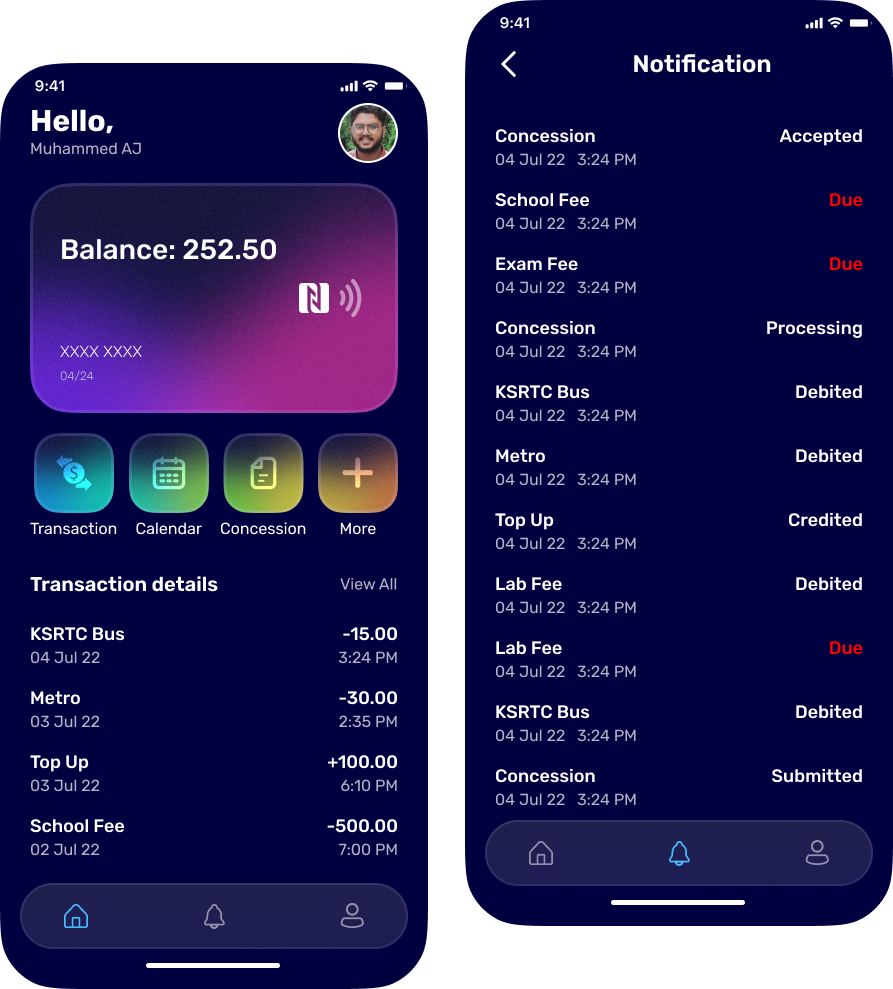 9:41
Hello,
Muhammed AJ
Balance: 252.50
XXXX XXXX
04/24
Transaction Calendar Concession More
Transaction details View All
KSRTC Bus -15.00
04 Jul 22 3:24 PM
Metro -30.00
03 Jul 22 2:35 PM
Top Up +100.00
03 Jul 22 6:10 PM
School Fee -500.00
02 Jul 22 7:00 PM
9:41
Notification
Concession Accepted
04 Jul 22 3:24 PM
School Fee Due
04 Jul 22 3:24 PM
Exam Fee Due
04 Jul 22 3:24 PM
Concession Processing
04 Jul 22 3:24 PM
KSRTC Bus Debited
04 Jul 22 3:24 PM
Metro Debited
04 Jul 22 3:24 PM
Top Up Credited
04 Jul 22 3:24 PM
Lab Fee Debited
04 Jul 22 3:24 PM
Lab Fee Due
04 Jul 22 3:24 PM
KSRTC Bus Debited
04 Jul 22 3:24 PM
Concession Submitted
04 Jul 22 3:24 PM